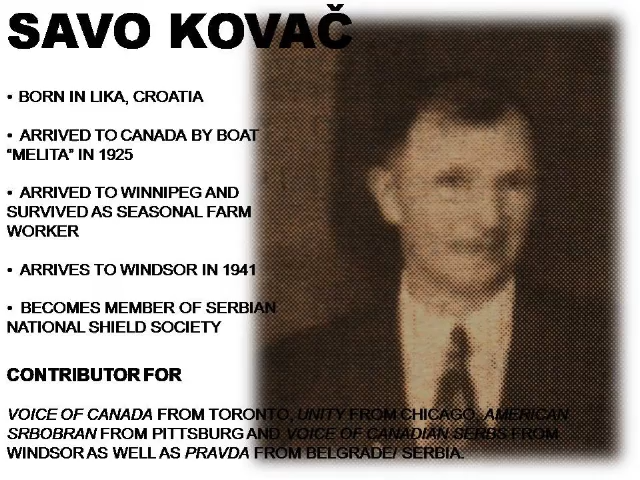 SAVO KOVAČ
• BORN IN LIKA, CROATIA
• ARRIVED TO CANADA BY BOAT
“MELITA” IN 1925
• ARRIVED TO WINNIPEG AND
SURVIVED AS SEASONAL FARM
WORKER
• ARRIVES TO WINDSOR IN 1941
• BECOMES MEMBER OF SERBIAN
NATIONAL SHIELD SOCIETY
CONTRIBUTOR FOR
VOICE OF CANADA FROM TORONTO, UNITY FROM CHICAGO, AMERICAN
SRBOBRAN FROM PITTSBURG AND VOICE OF CANADIAN SERBS FROM
WINDSOR AS WELL AS PRAVDA FROM BELGRADE/ SERBIA.